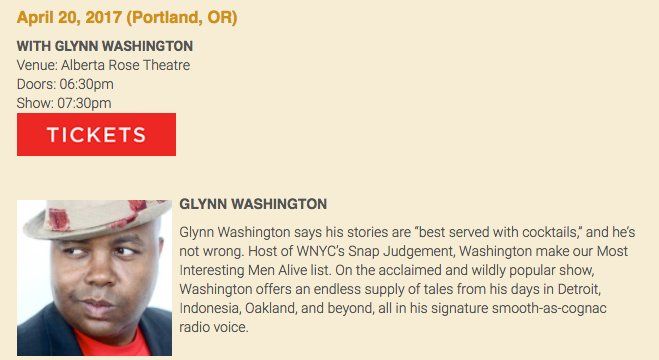 April 20, 2017 (Portland, OR)
WITH GLYNN WASHINGTON
Venue: Alberta Rose Theatre
Doors: 06:30pm
Show: 07:30pm
TICKETS
GLYNN WASHINGTON
Glynn Washington says his stories are “best served with cocktails,” and he’s
not wrong. Host of WNYC’s Snap Judgement, Washington make our Most
Interesting Men Alive list. On the acclaimed and wildly popular show,
Washington offers an endless supply of tales from his days in Detroit,
Indonesia, Oakland, and beyond, all in his signature smooth-as-cognac
radio voice.